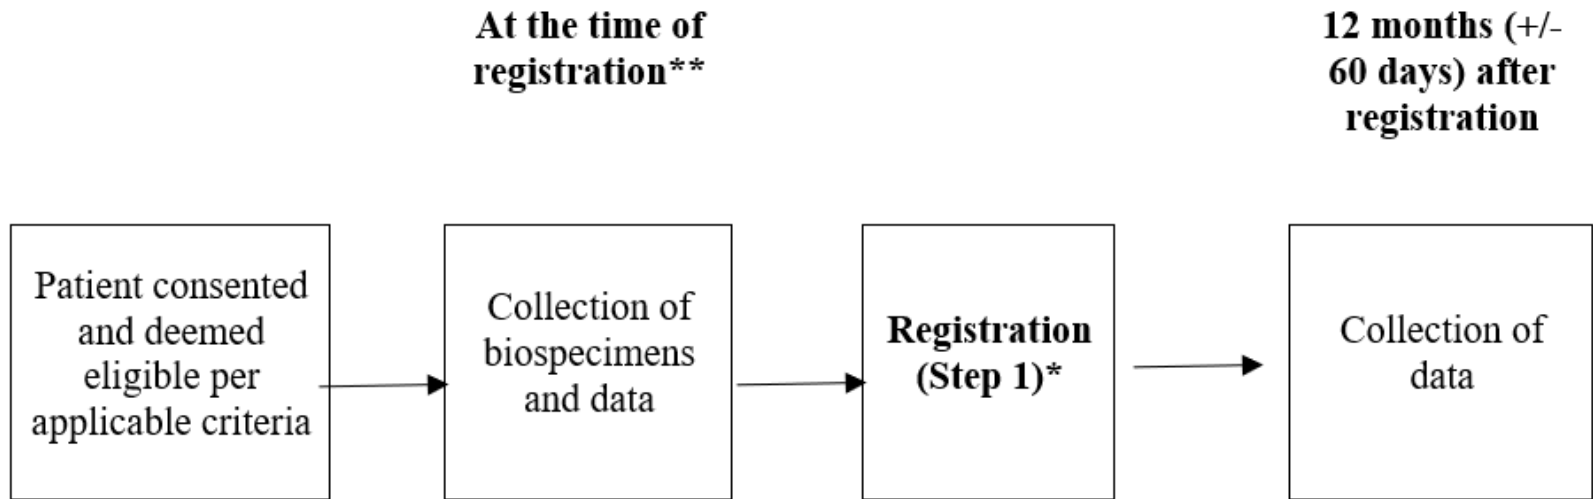 At the time of
registration**
12 months (+/-
60 days) after
registration
Patient consented
and deemed
eligible per
applicable criteria
Collection of
biospecimens
and data
Registration
(Step 1)*
Collection of
data